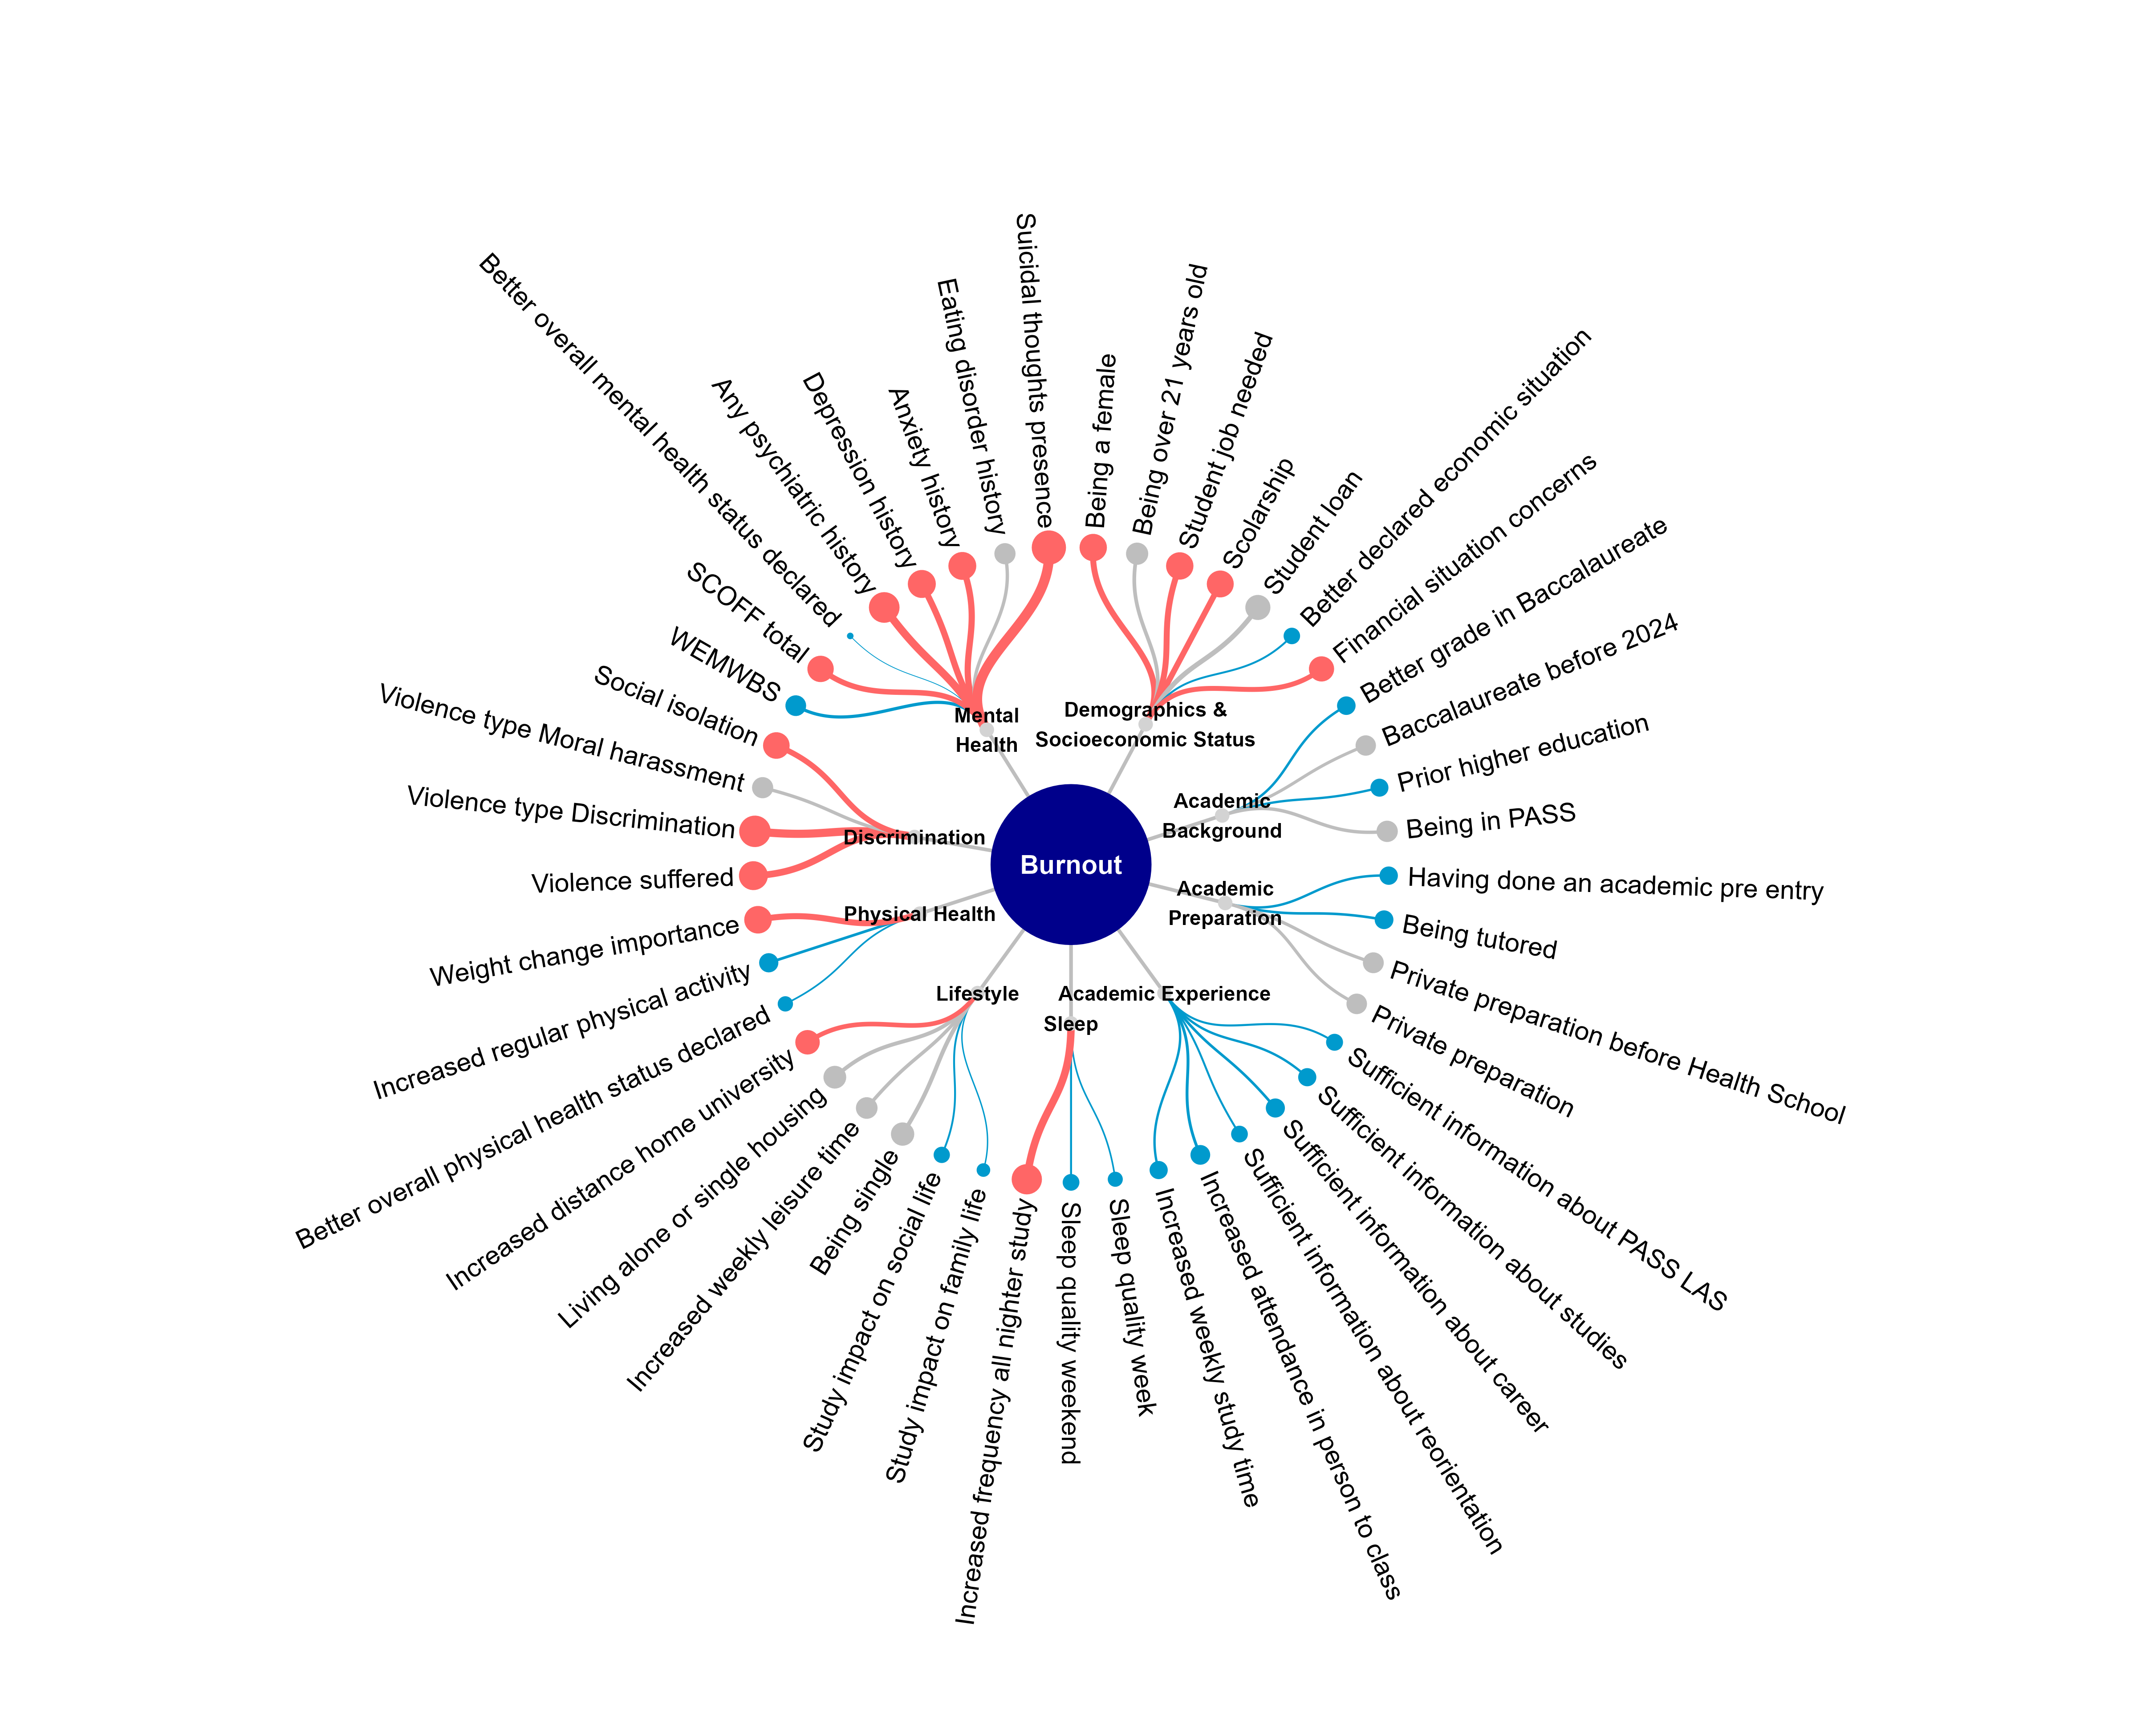 Burnout
Mental
Health
Demographics &
Socioeconomic Status
Academic
Background
Academic
Preparation
Academic Experience
Sleep
Lifestyle
Physical Health
Discrimination
Suicidal thoughts presence
Being a female
Being over 21 years old
Student job needed
Scolarship
Student loan
Better declared economic situation
Financial situation concerns
Better grade in Baccalaureate
Baccalaureate before 2024
Prior higher education
Being in PASS
Having done an academic pre entry
Being tutored
Private preparation before Health School
Private preparation
Sufficient information about PASS LAS
Sufficient information about studies
Sufficient information about career
Sufficient information about reorientation
Increased attendance in person to class
Increased weekly study time
Sleep quality week
Sleep quality weekend
Increased frequency all nighter study
Study impact on family life
Study impact on social life
Being single
Increased weekly leisure time
Living alone or single housing
Increased distance home university
Better overall physical health status declared
Increased regular physical activity
Weight change importance
Violence suffered
Violence type Discrimination
Violence type Moral harassment
Social isolation
WEMWBS
SCOFF total
Better overall mental health status declared
Any psychiatric history
Depression history
Anxiety history
Eating disorder history